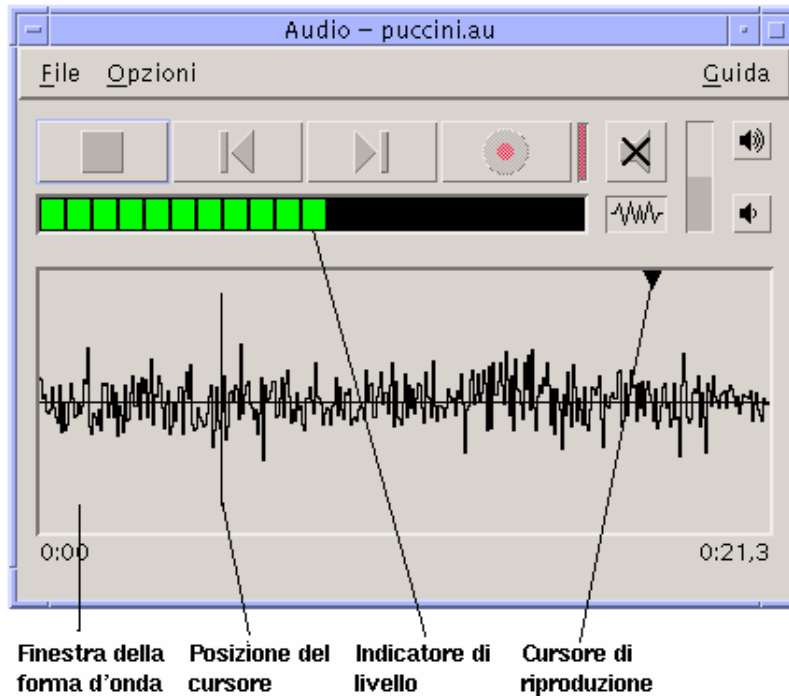 Audio – puccini.au
File Opzioni Guida
0:00 0:21,3
Finestra della forma d'onda
Posizione del cursore
Indicatore di livello
Cursore di riproduzione